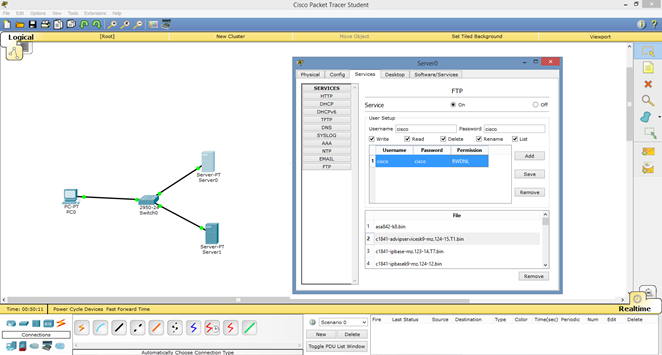 Cisco Packet Tracer Student
File Edit Options View Tools Extensions Help
Logical [Root] New Cluster Move Object Set Tiled Background Viewport
Server0
Physical Config Services Desktop Software/Services
SERVICES
HTTP
DHCP
DHCPv6
TFTP
DNS
SYSLOG
AAA
NTP
EMAIL
FTP
FTP
Service On Off
User Setup
Username cisco Password cisco
Write Read Delete Rename List
Username Password Permission
1 cisco cisco RWDNL
Add
Save
Remove
File
1 asa842-k8.bin
2 c1841-advipservicesk9-mz.124-15.T1.bin
3 c1841-ipbase-mz.123-14.T7.bin
4 c1841-ipbasek9-mz.124-12.bin
Remove
Server-PT
Server0
PC-PT
PC0
2950-24
Switch0
Server-PT
Server1
Time: 00:50:11 Power Cycle Devices Fast Forward Time Realtime
Connections
Automatically Choose Connection Type
Scenario 0
New Delete
Toggle PDU List Window
Fire Last Status Source Destination Type Color Time(sec) Periodic Num Edit Delete